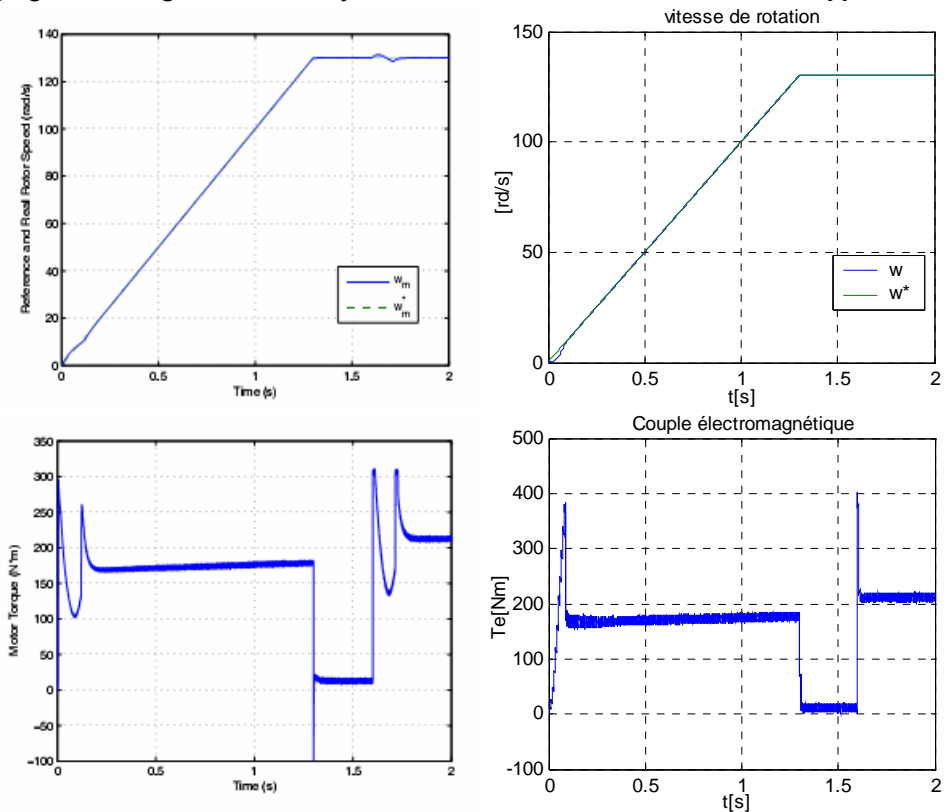 vitesse de rotation
140
120
100
80
60
40
20
0
Reference and Real Rotor Speed (rad/s)
w_m
w_m^*
0 0.5 1 1.5 2
Time (s)
150
100
50
0
[rd/s]
w
w*
0 0.5 1 1.5 2
t[s]
350
300
250
200
150
100
50
0
-50
-100
Motor Torque (N*m)
0 0.5 1 1.5 2
Time (s)
Couple électromagnétique
500
400
300
200
100
0
-100
Te[Nm]
0 0.5 1 1.5 2
t[s]